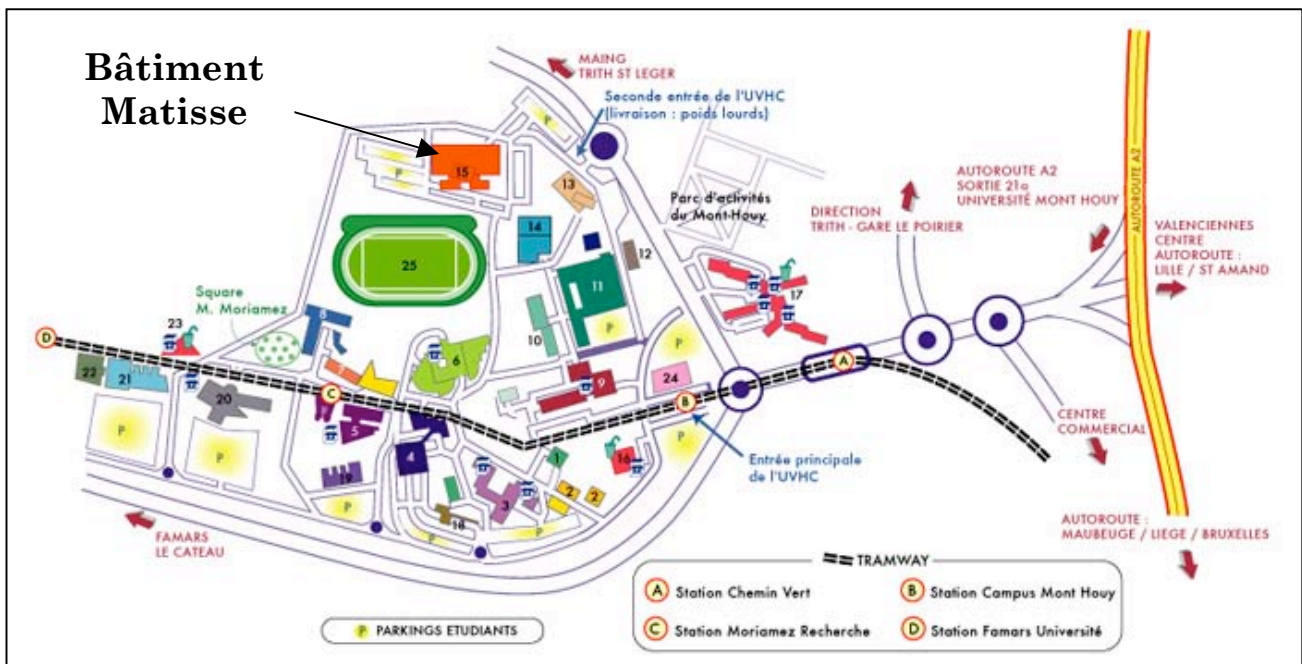 Bâtiment
Matisse
MAING
TRITH ST LEGER
Seconde entrée de l'UVHC
(livraison : poids lourds)
P
P
P
15
13
14
12
11
25
Parc d'activités
du Mont-Houy
DIRECTION
TRITH - GARE LE POIRIER
AUTOROUTE A2
SORTIE 21a
UNIVERSITÉ MONT HOUY
AUTOROUTE A2
VALENCIENNES
CENTRE
AUTOROUTE :
LILLE / ST AMAND
17
Square
M. Moriamez
23
D
8
7
6
10
P
P
9
24
A
B
C
22
21
20
5
4
P
P
19
P
1
16
P
2
2
3
18
P
P
Entrée principale
de l'UVHC
CENTRE
COMMERCIAL
FAMARS
LE CATEAU
AUTOROUTE :
MAUBEUGE / LIEGE / BRUXELLES
TRAMWAY
A Station Chemin Vert
B Station Campus Mont Houy
C Station Moriamez Recherche
D Station Famars Université
P PARKINGS ETUDIANTS